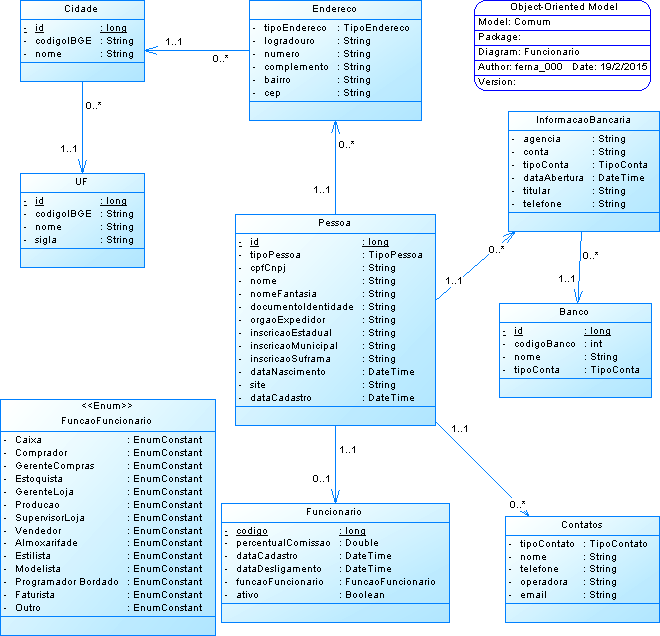 Cidade
- id : long
- codigoIBGE : String
- nome : String
1..1
0..*
Endereco
- tipoEndereco : TipoEndereco
- logradouro : String
- numero : String
- complemento : String
- bairro : String
- cep : String
Object-Oriented Model
Model: Comum
Package:
Diagram: Funcionario
Author: ferna_000 Date: 19/2/2015
Version:
0..*
1..1
UF
- id : long
- codigoIBGE : String
- nome : String
- sigla : String
0..*
1..1
InformacaoBancaria
- agencia : String
- conta : String
- tipoConta : TipoConta
- dataAbertura : DateTime
- titular : String
- telefone : String
Pessoa
- id : long
- tipoPessoa : TipoPessoa
- cpfCnpj : String
- nome : String
- nomeFantasia : String
- documentoIdentidade : String
- orgaoExpedidor : String
- inscricaoEstadual : String
- inscricaoMunicipal : String
- inscricaoSuframa : String
- dataNascimento : DateTime
- site : String
- dataCadastro : DateTime
0..*
1..1
0..*
1..1
Banco
- id : long
- codigoBanco : int
- nome : String
- tipoConta : TipoConta
<<Enum>>
FuncaoFuncionario
- Caixa : EnumConstant
- Comprador : EnumConstant
- GerenteCompras : EnumConstant
- Estoquista : EnumConstant
- GerenteLoja : EnumConstant
- Producao : EnumConstant
- SupervisorLoja : EnumConstant
- Vendedor : EnumConstant
- Almoxarifade : EnumConstant
- Estilista : EnumConstant
- Modelista : EnumConstant
- Programador Bordado : EnumConstant
- Faturista : EnumConstant
- Outro : EnumConstant
1..1
0..1
1..1
0..*
Funcionario
- codigo : long
- percentualComissao : Double
- dataCadastro : DateTime
- dataDesligamento : DateTime
- funcaoFuncionario : FuncaoFuncionario
- ativo : Boolean
Contatos
- tipoContato : TipoContato
- nome : String
- telefone : String
- operadora : String
- email : String